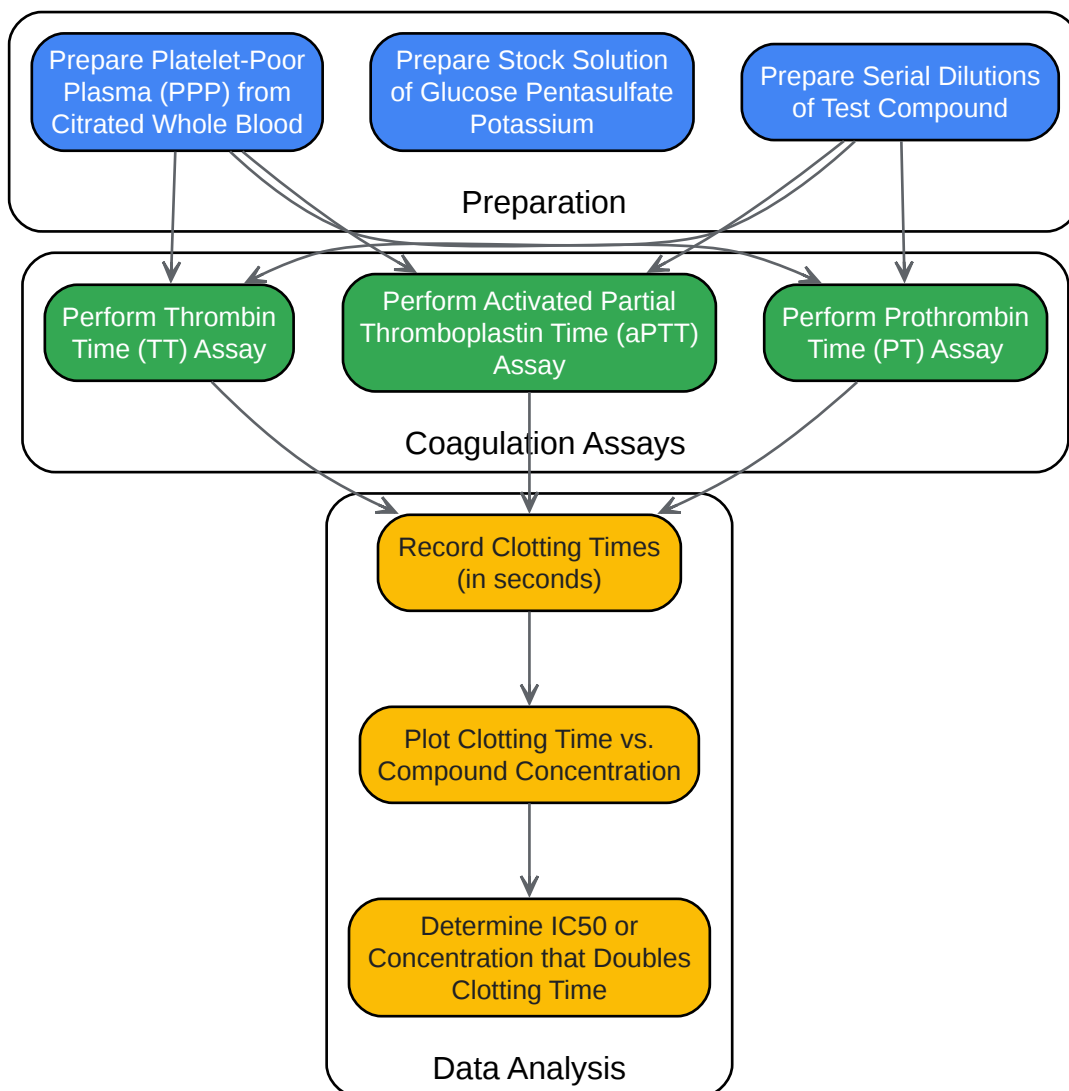 Prepare Platelet-Poor
Plasma (PPP) from
Citrated Whole Blood
Prepare Stock Solution
of Glucose Pentasulfate
Potassium
Prepare Serial Dilutions
of Test Compound
Preparation
Perform Thrombin
Time (TT) Assay
Perform Activated Partial
Thromboplastin Time (aPTT)
Assay
Perform Prothrombin
Time (PT) Assay
Coagulation Assays
Record Clotting Times
(in seconds)
Plot Clotting Time vs.
Compound Concentration
Determine IC50 or
Concentration that Doubles
Clotting Time
Data Analysis